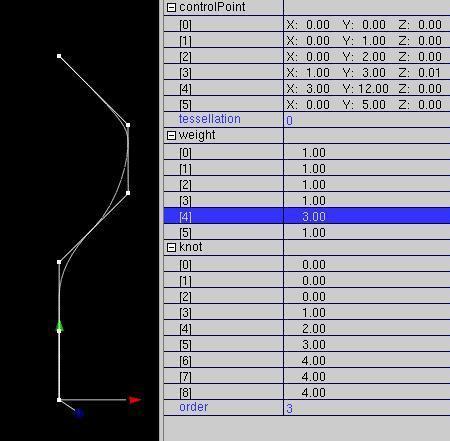 controlPoint
[0] X: 0.00 Y: 0.00 Z: 0.00
[1] X: 0.00 Y: 1.00 Z: 0.00
[2] X: 0.00 Y: 2.00 Z: 0.00
[3] X: 1.00 Y: 3.00 Z: 0.01
[4] X: 3.00 Y: 12.00 Z: 0.00
[5] X: 0.00 Y: 5.00 Z: 0.00
tessellation 0
weight
[0] 1.00
[1] 1.00
[2] 1.00
[3] 1.00
[4] 3.00
[5] 1.00
knot
[0] 0.00
[1] 0.00
[2] 0.00
[3] 1.00
[4] 2.00
[5] 3.00
[6] 4.00
[7] 4.00
[8] 4.00
order 3